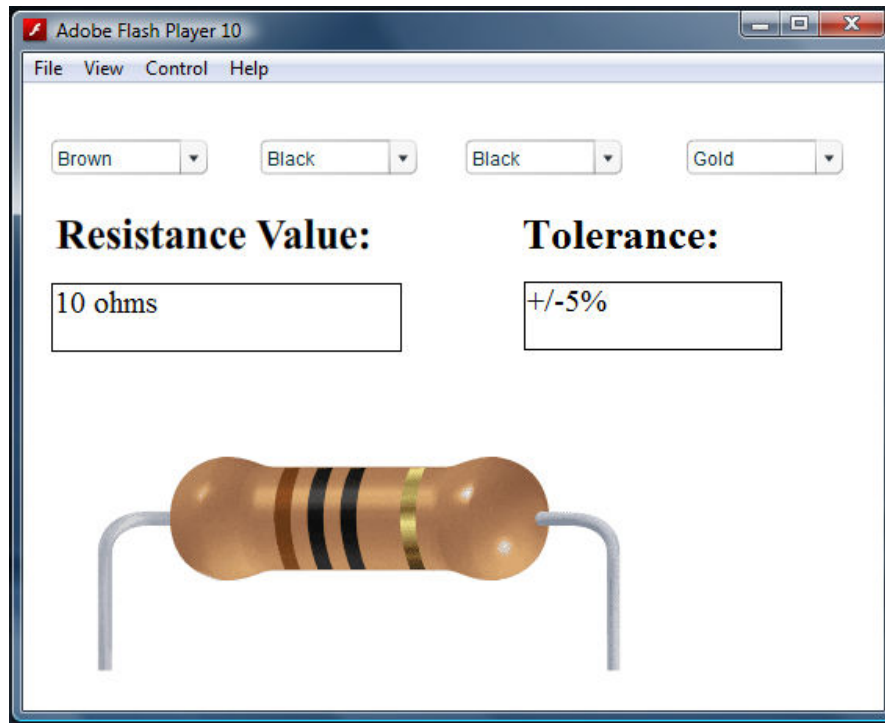 Adobe Flash Player 10
File View Control Help
Brown Black Black Gold
Resistance Value: Tolerance:
10 ohms +/-5%